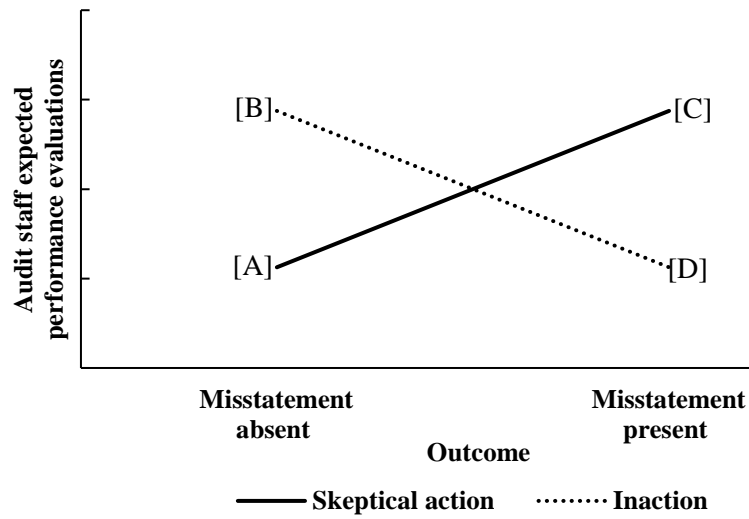 Audit staff expected
performance evaluations
[B]
[C]
[A]
[D]
Misstatement
absent
Misstatement
present
Outcome
Skeptical action
Inaction